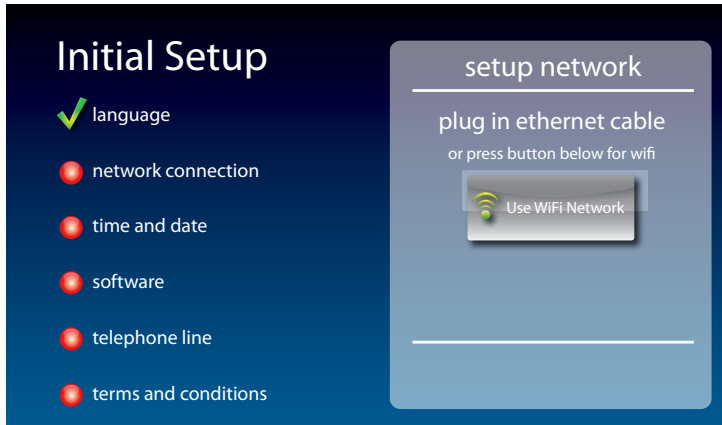 Initial Setup
language
network connection
time and date
software
telephone line
terms and conditions
setup network
plug in ethernet cable
or press button below for wifi
Use WiFi Network